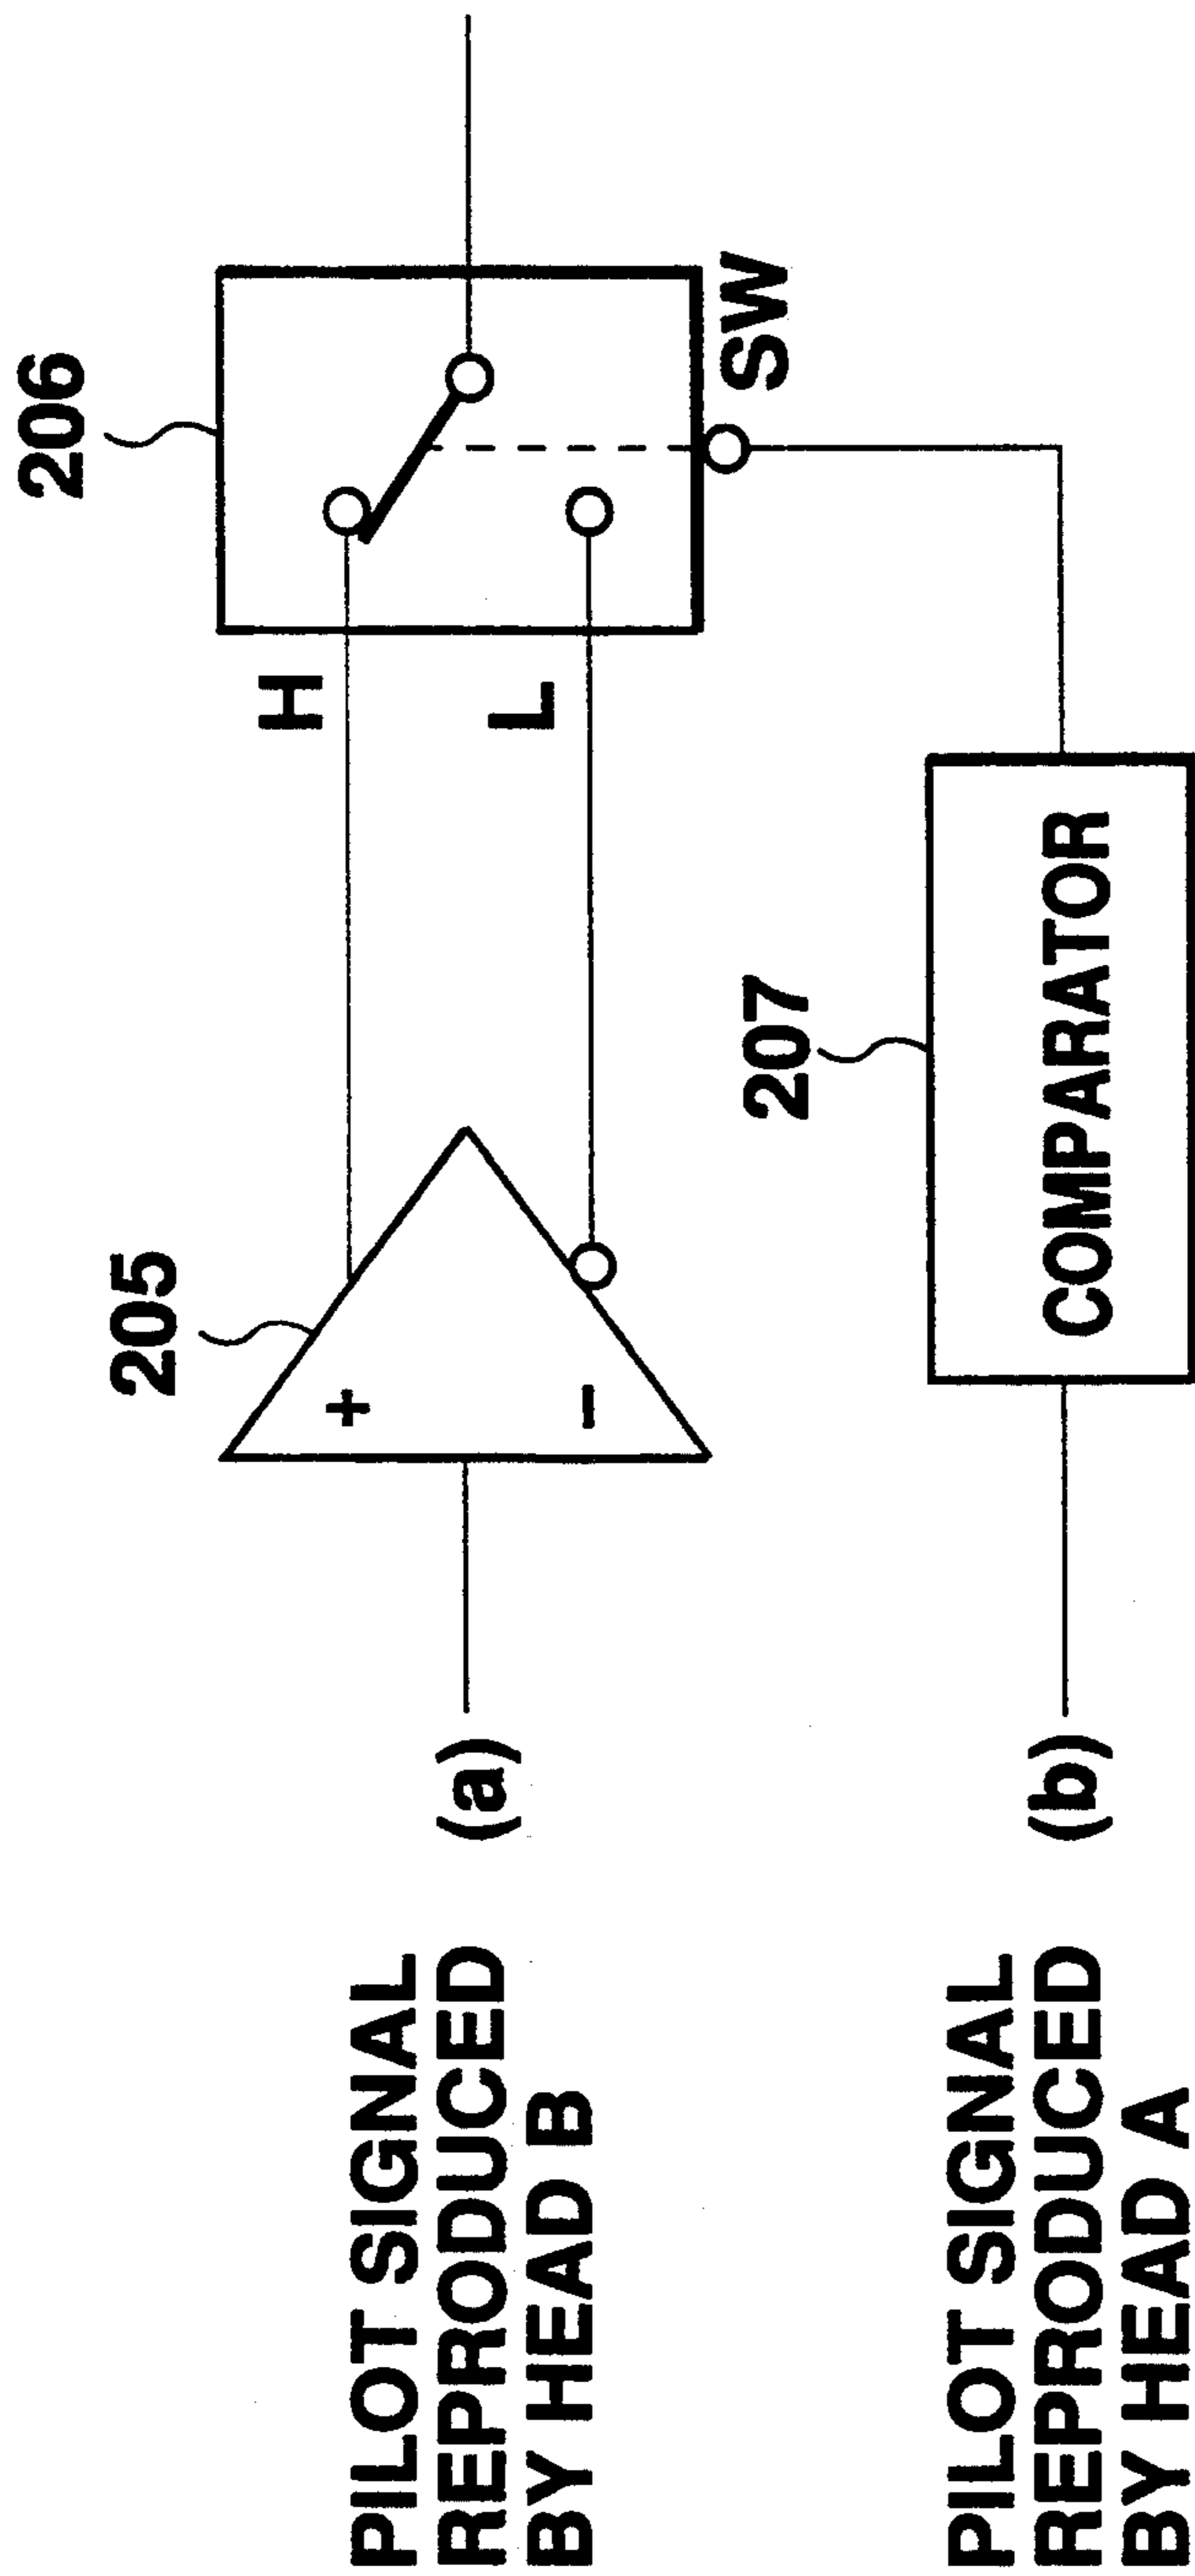 206
205
H
+
L
-
SW
207
COMPARATOR
PILOT SIGNAL
REPRODUCED
BY HEAD B
(a)
PILOT SIGNAL
REPRODUCED
BY HEAD A
(b)